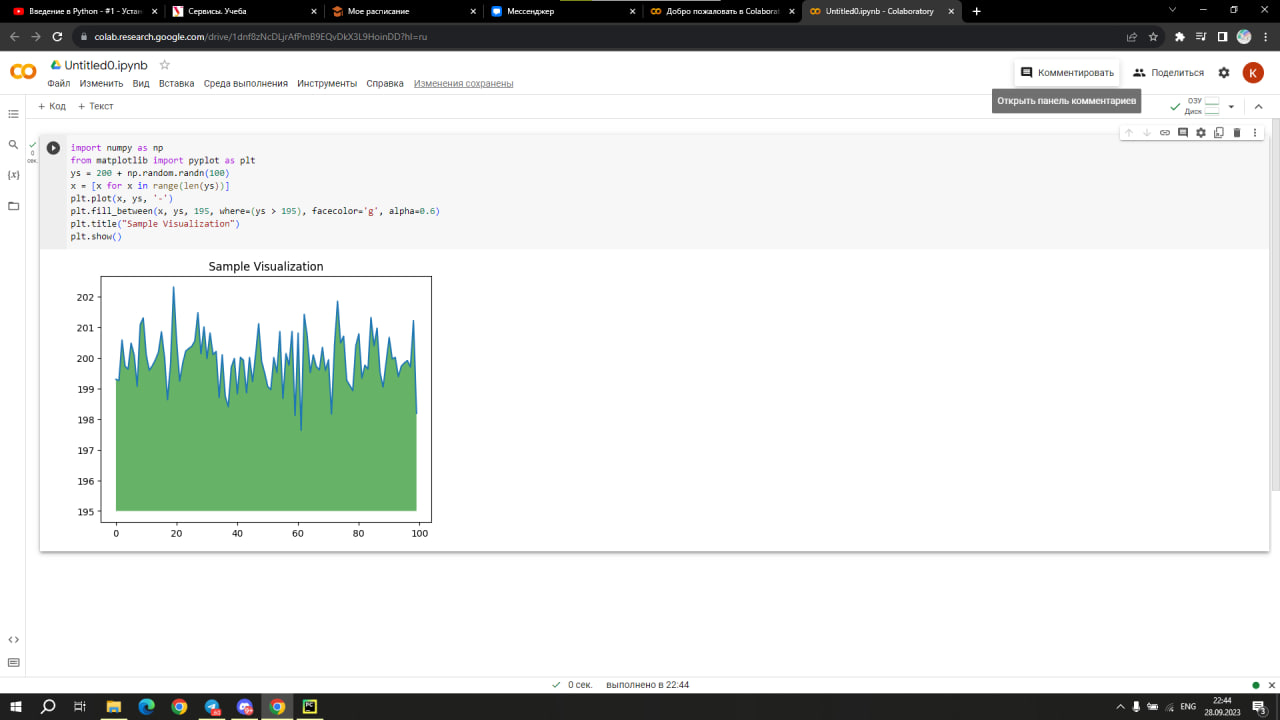 Введение в Python - #1 - Устан
Сервисы. Учеба
Мое расписание
Мессенджер
Добро пожаловать в Colaborat
Untitled0.ipynb - Colaboratory
colab.research.google.com/drive/1dnf8zNcDLjrAfPmB9EQvDkX3L9HoinDD?hl=ru
Untitled0.ipynb
Комментировать
Поделиться
K
Файл Изменить Вид Вставка Среда выполнения Инструменты Справка Изменения сохранены
Открыть панель комментариев
+ Код + Текст
ОЗУ
Диск
0
сек.
{x}
import numpy as np
from matplotlib import pyplot as plt
ys = 200 + np.random.randn(100)
x = [x for x in range(len(ys))]
plt.plot(x, ys, '-')
plt.fill_between(x, ys, 195, where=(ys > 195), facecolor='g', alpha=0.6)
plt.title("Sample Visualization")
plt.show()
Sample Visualization
202
201
200
199
198
197
196
195
0 20 40 60 80 100
0 сек. выполнено в 22:44
PC
ENG
22:44
28.09.2023
3